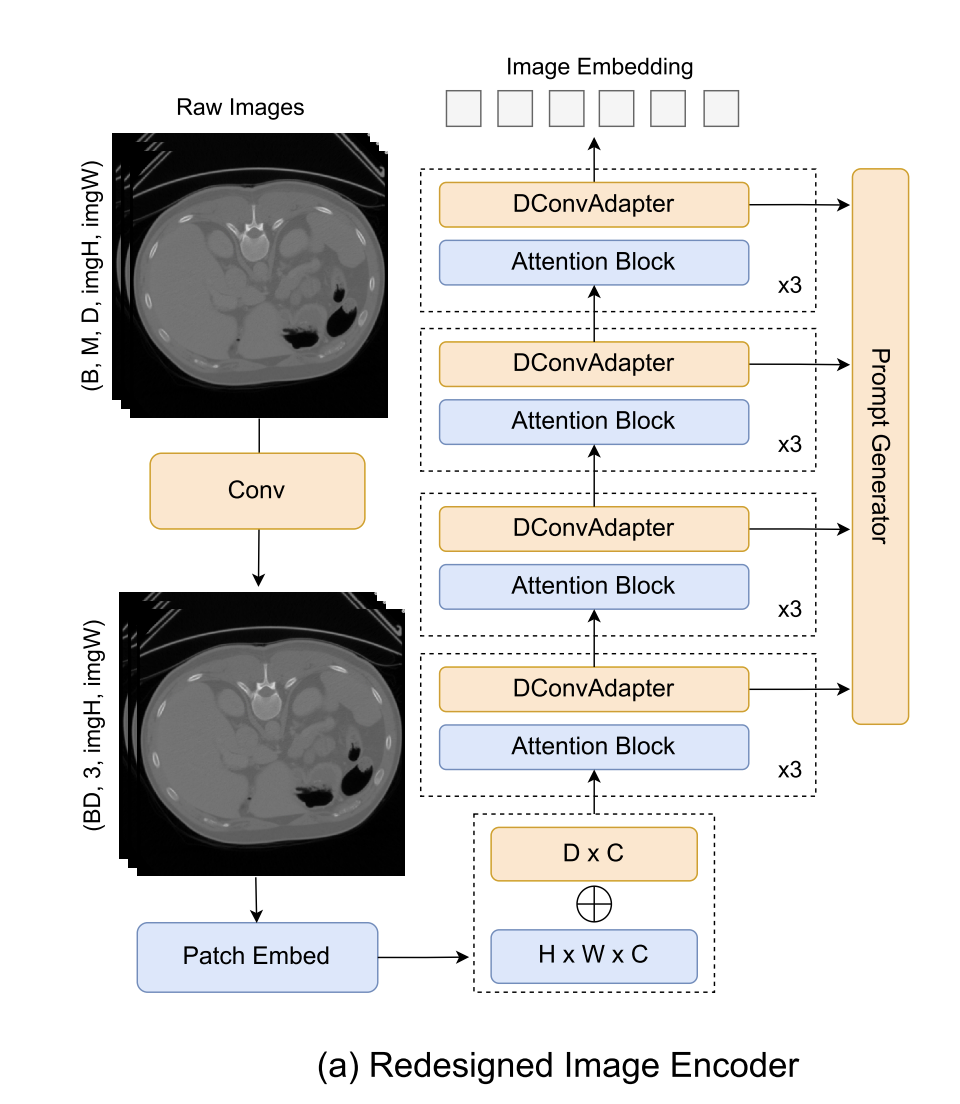 Image Embedding
Raw Images
(B, M, D, imgH, imgW)
Conv
(BD, 3, imgH, imgW)
Patch Embed
DConvAdapter
Attention Block
x3
DConvAdapter
Attention Block
x3
DConvAdapter
Attention Block
x3
DConvAdapter
Attention Block
x3
Prompt Generator
D x C
H x W x C
(a) Redesigned Image Encoder